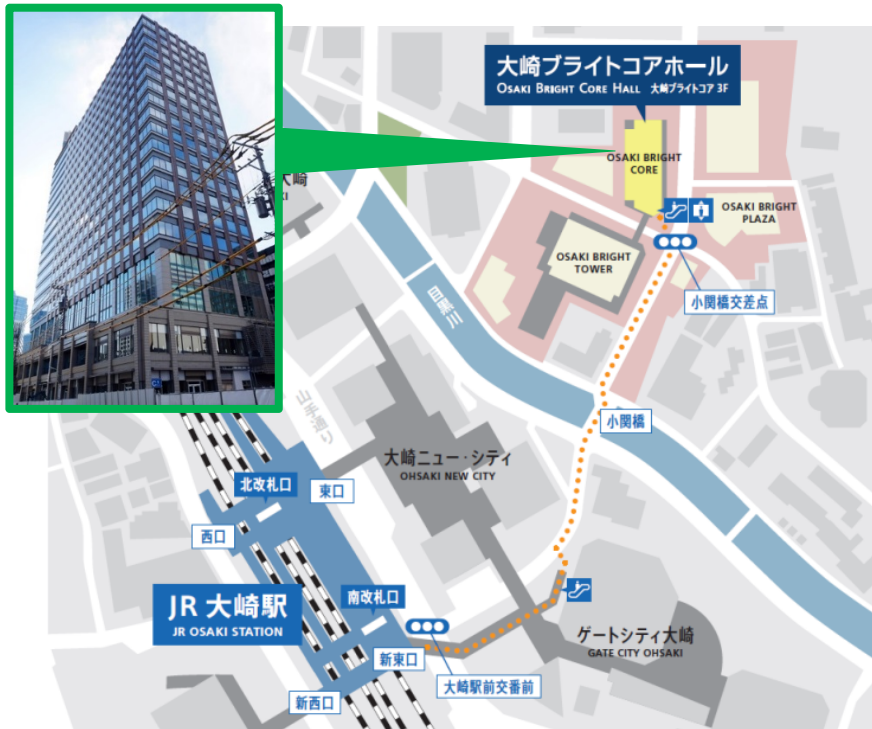 大崎ブライトコアホール
OSAKI BRIGHT CORE HALL 大崎ブライトコア 3F
大崎
OSAKI BRIGHT
CORE
OSAKI BRIGHT
PLAZA
OSAKI BRIGHT
TOWER
小関橋交差点
目黒川
小関橋
山手通り
大崎ニュー・シティ
OHSAKI NEW CITY
北改札口
東口
西口
JR 大崎駅
JR OSAKI STATION
南改札口
新東口
新西口
大崎駅前交番前
ゲートシティ大崎
GATE CITY OHSAKI